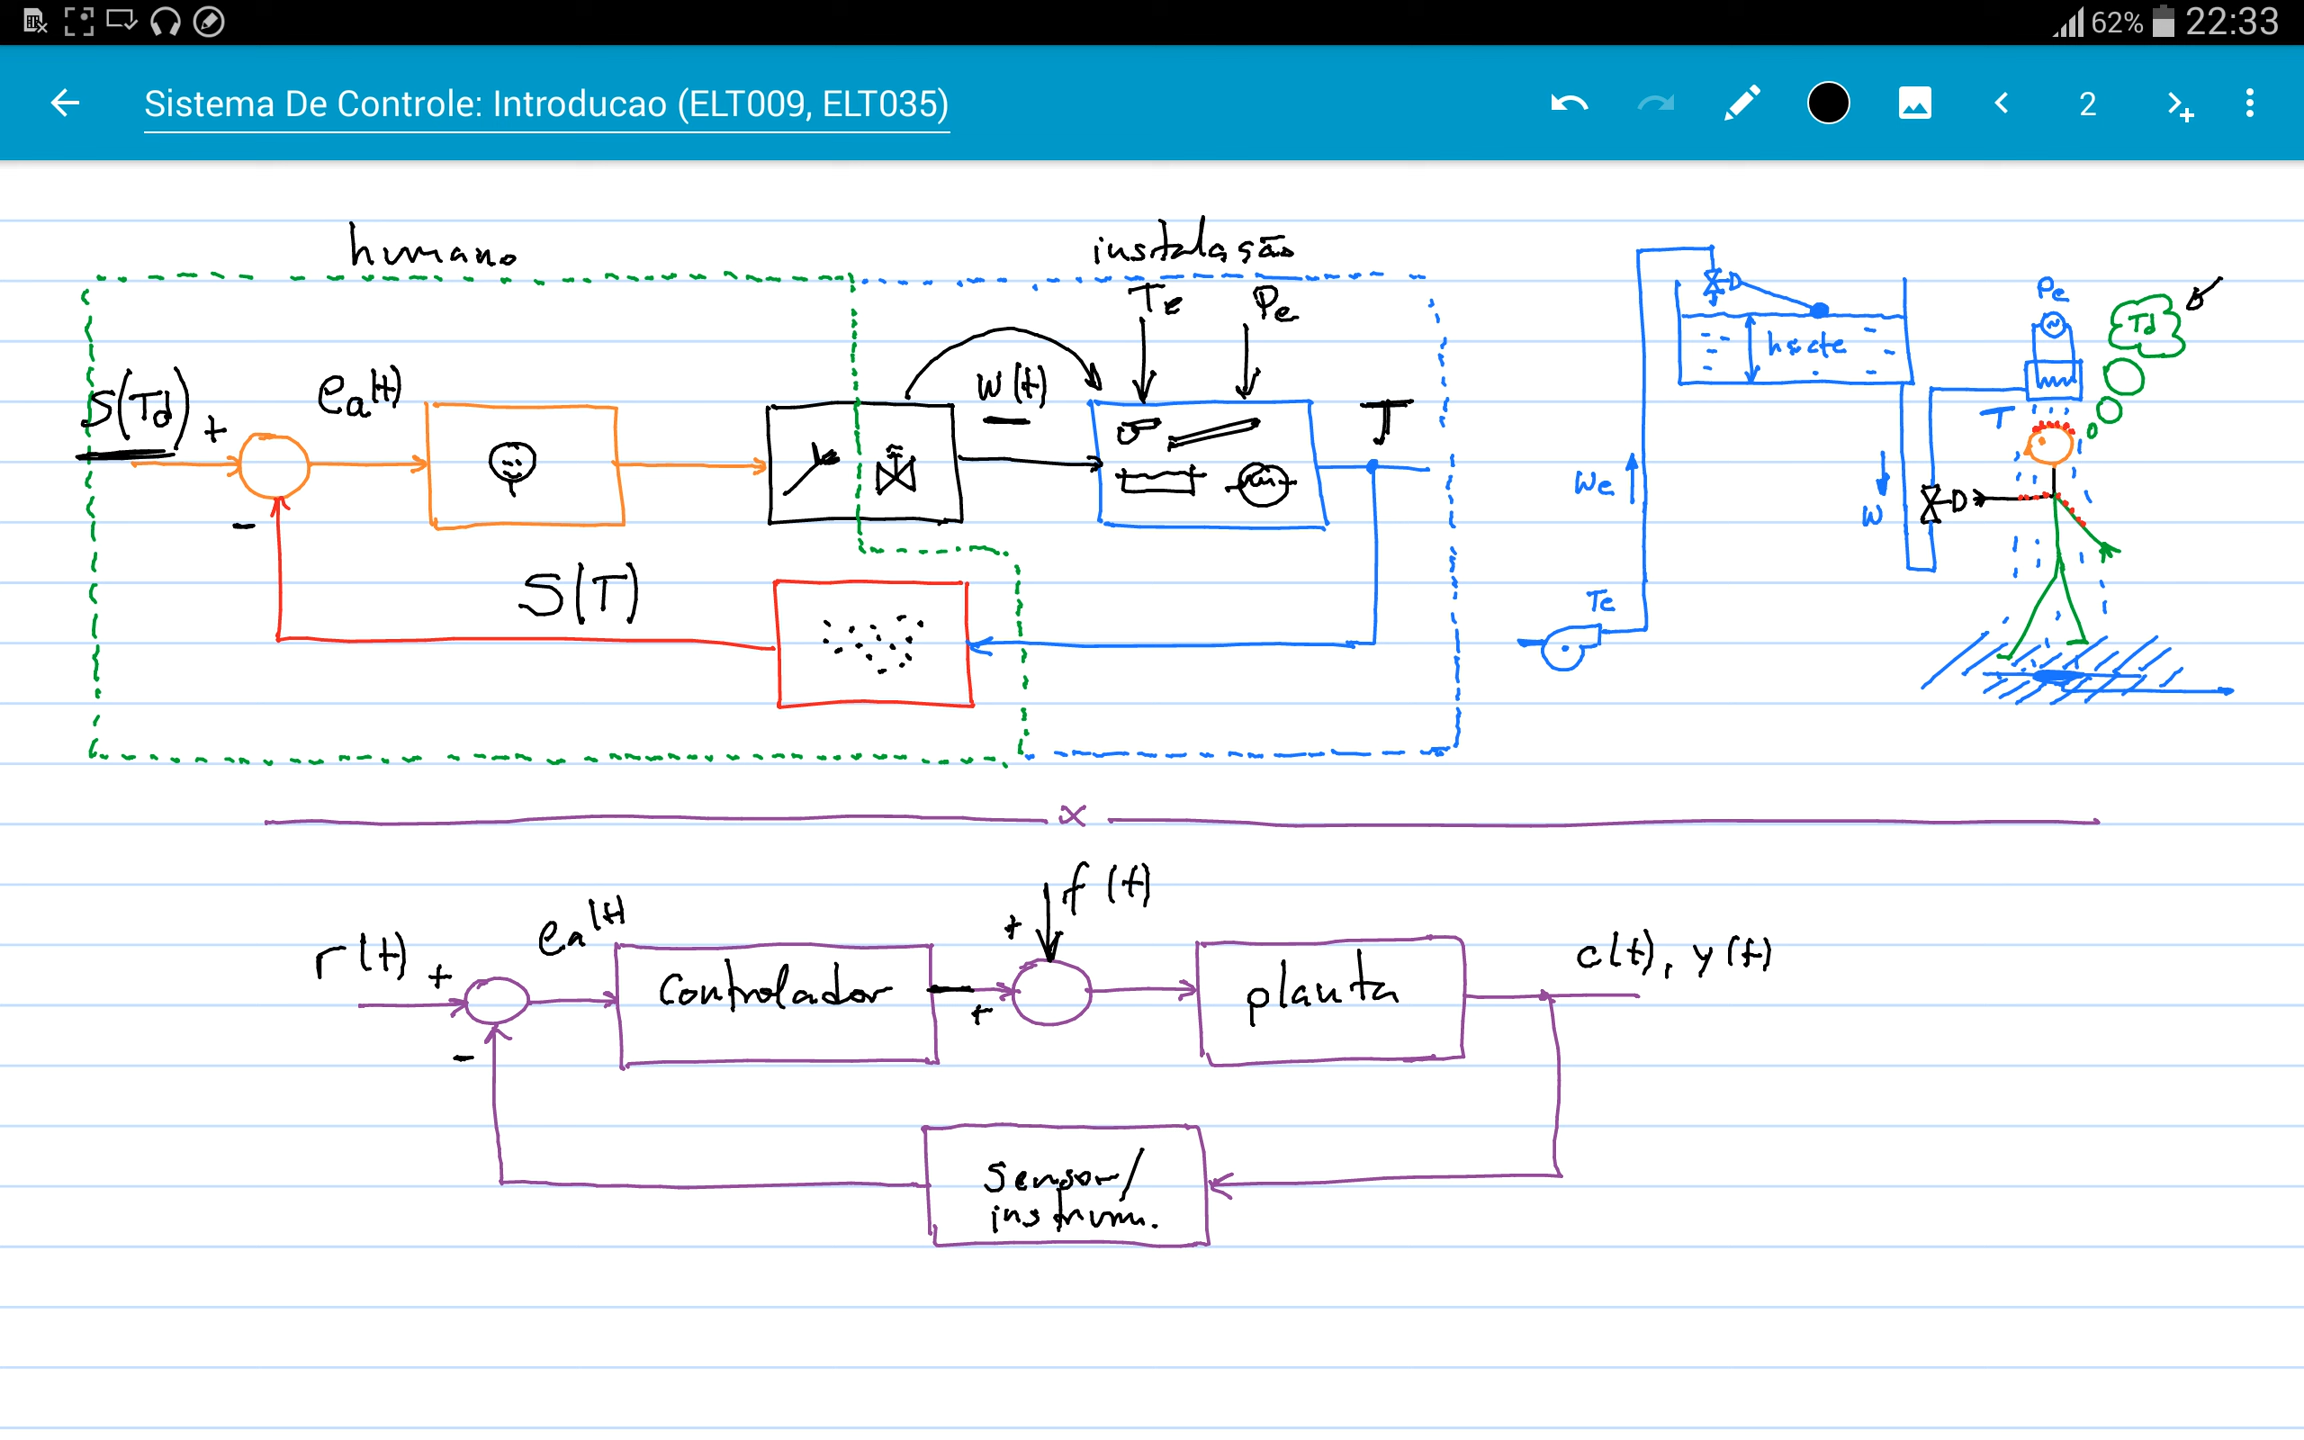 62% 22:33
Sistema De Controle: Introducao (ELT009, ELT035)
2
humano
instalação
Te
Pe
S(Td)
+
ea(t)
w(t)
T
-
S(T)
h=cte
Pe
Td
T
We
W
Te
x
f(t)
+
r(t)
+
ea(t)
Controlador
+
planta
c(t), y(t)
-
Sensor/
instrum.